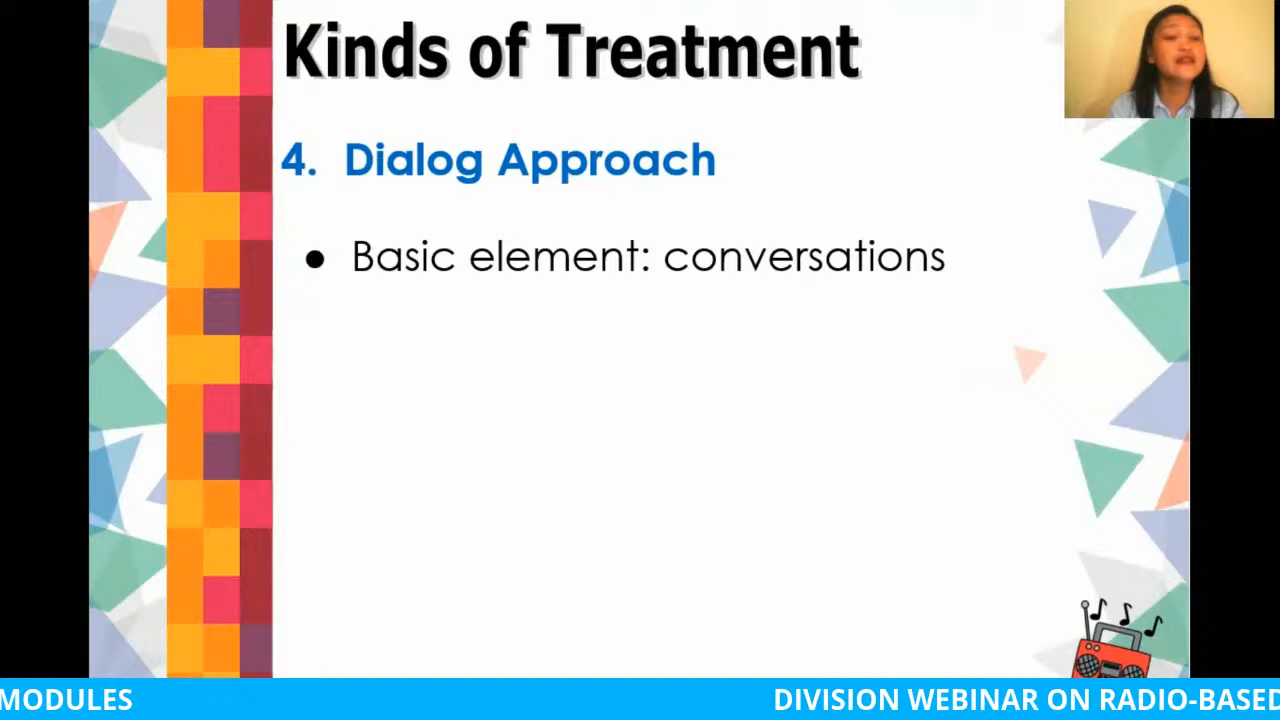 Kinds of Treatment
4. Dialog Approach
● Basic element: conversations
MODULES
DIVISION WEBINAR ON RADIO-BASED